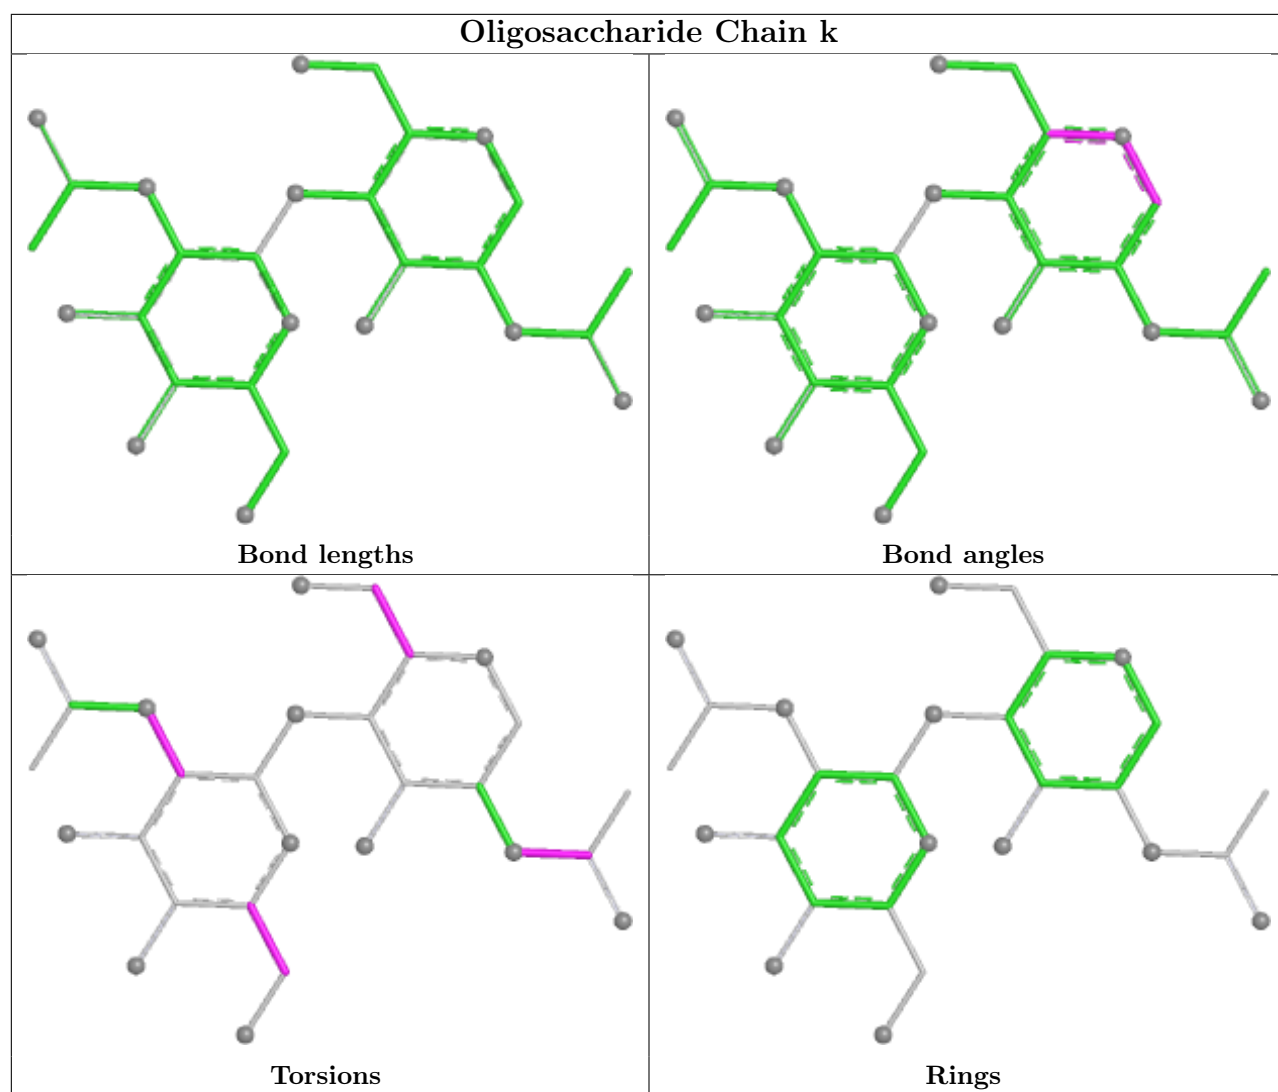 Oligosaccharide Chain k
Bond lengths
Bond angles
Torsions
Rings